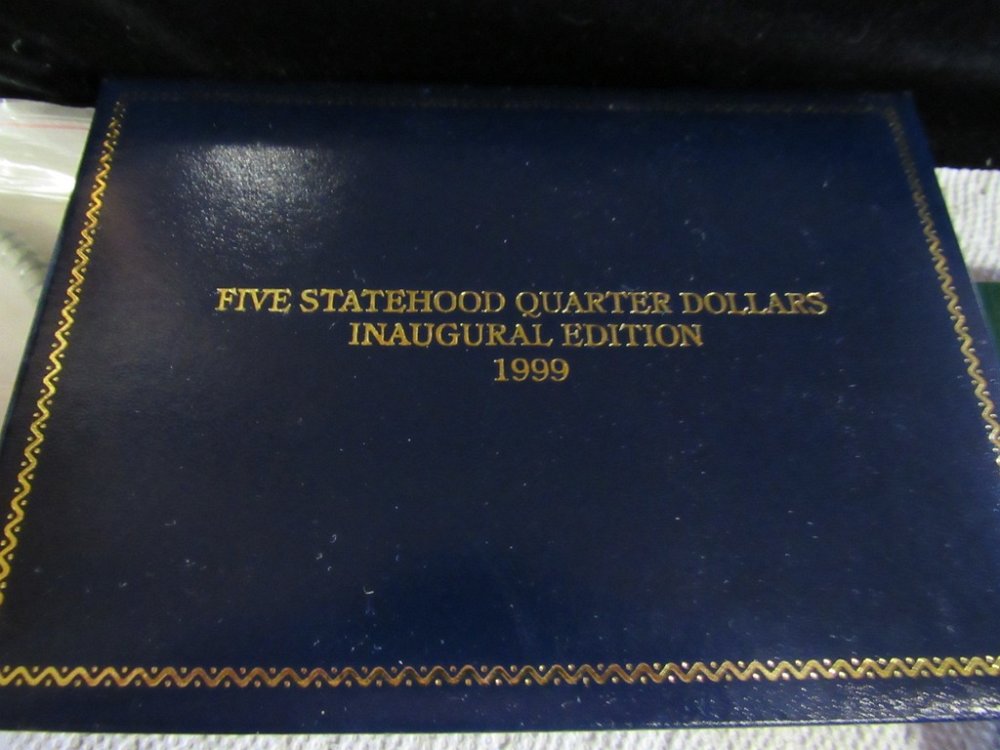 FIVE STATEHOOD QUARTER DOLLARS
INAUGURAL EDITION
1999